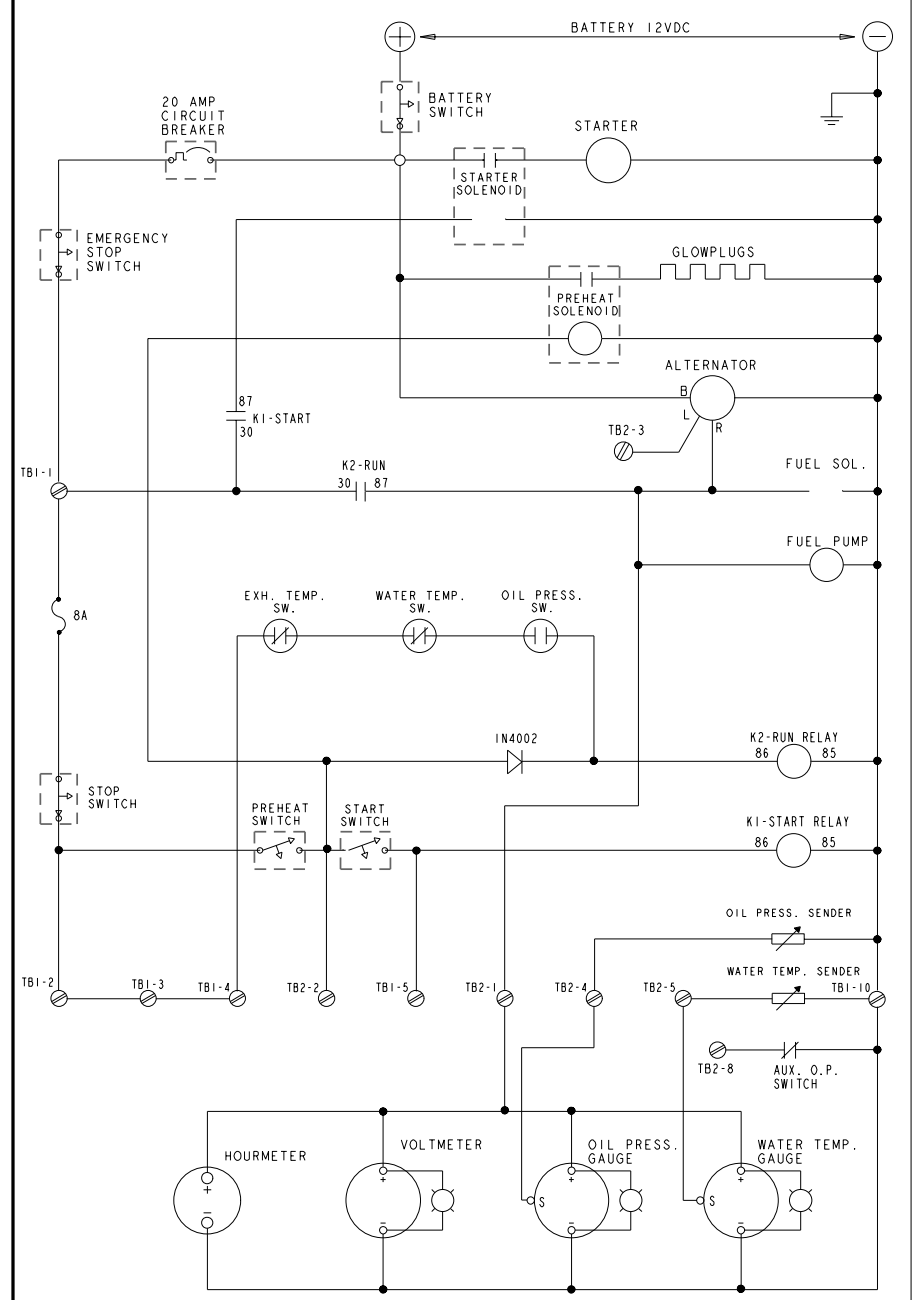 BATTERY 12VDC
BATTERY
SWITCH
20 AMP
CIRCUIT
BREAKER
STARTER
STARTER
SOLENOID
EMERGENCY
STOP
SWITCH
GLOWPLUGS
PREHEAT
SOLENOID
ALTERNATOR
B
L
R
TB2-3
87
K1-START
30
TB1-1
K2-RUN
30 87
FUEL SOL.
FUEL PUMP
8A
EXH. TEMP.
SW.
WATER TEMP.
SW.
OIL PRESS.
SW.
IN4002
K2-RUN RELAY
86 85
STOP
SWITCH
PREHEAT
SWITCH
START
SWITCH
K1-START RELAY
86 85
OIL PRESS. SENDER
WATER TEMP. SENDER
TB1-2
TB1-3
TB1-4
TB2-2
TB1-5
TB2-1
TB2-4
TB2-5
TB1-10
TB2-8
AUX. O.P.
SWITCH
HOURMETER
+
–
VOLTMETER
+
–
OIL PRESS.
GAUGE
S
+
–
WATER TEMP.
GAUGE
S
+
–